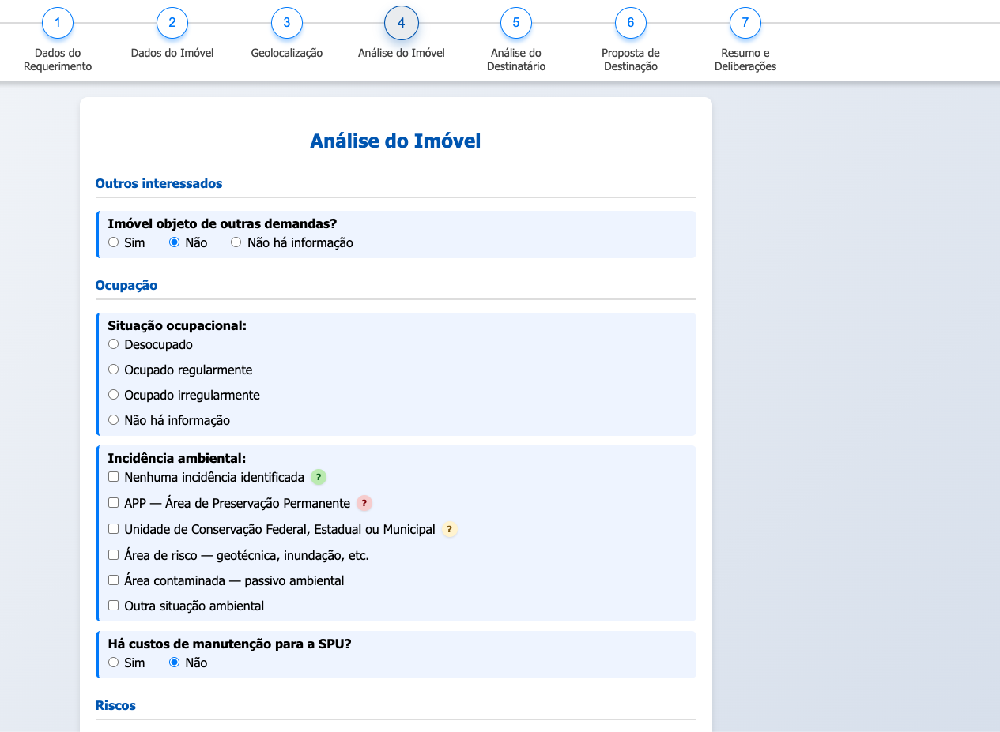 1
2
3
4
5
6
7
Dados do
Requerimento
Dados do Imóvel
Geolocalização
Análise do Imóvel
Análise do
Destinatário
Proposta de
Destinação
Resumo e
Deliberações
Análise do Imóvel
Outros interessados
Imóvel objeto de outras demandas?
Sim Não Não há informação
Ocupação
Situação ocupacional:
Desocupado
Ocupado regularmente
Ocupado irregularmente
Não há informação
Incidência ambiental:
Nenhuma incidência identificada ?
APP — Área de Preservação Permanente ?
Unidade de Conservação Federal, Estadual ou Municipal ?
Área de risco — geotécnica, inundação, etc.
Área contaminada — passivo ambiental
Outra situação ambiental
Há custos de manutenção para a SPU?
Sim Não
Riscos